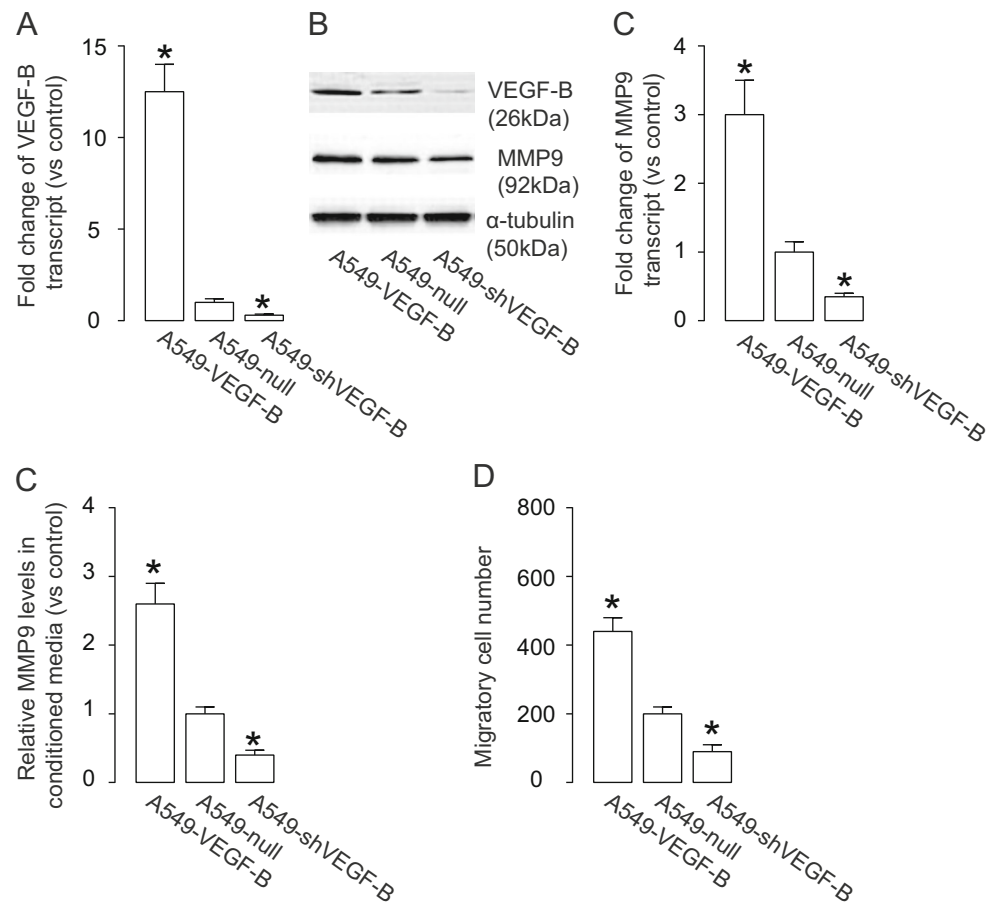 A
Fold change of VEGF-B
transcript (vs control)
15
10
5
0
*
*
A549-VEGF-B
A549-null
A549-shVEGF-B
B
VEGF-B
(26kDa)
MMP9
(92kDa)
α-tubulin
(50kDa)
A549-VEGF-B
A549-null
A549-shVEGF-B
C
Fold change of MMP9
transcript (vs control)
4
3
2
1
0
*
*
A549-VEGF-B
A549-null
A549-shVEGF-B
C
Relative MMP9 levels in
conditioned media (vs control)
4
3
2
1
0
*
*
A549-VEGF-B
A549-null
A549-shVEGF-B
D
Migratory cell number
800
600
400
200
0
*
*
A549-VEGF-B
A549-null
A549-shVEGF-B